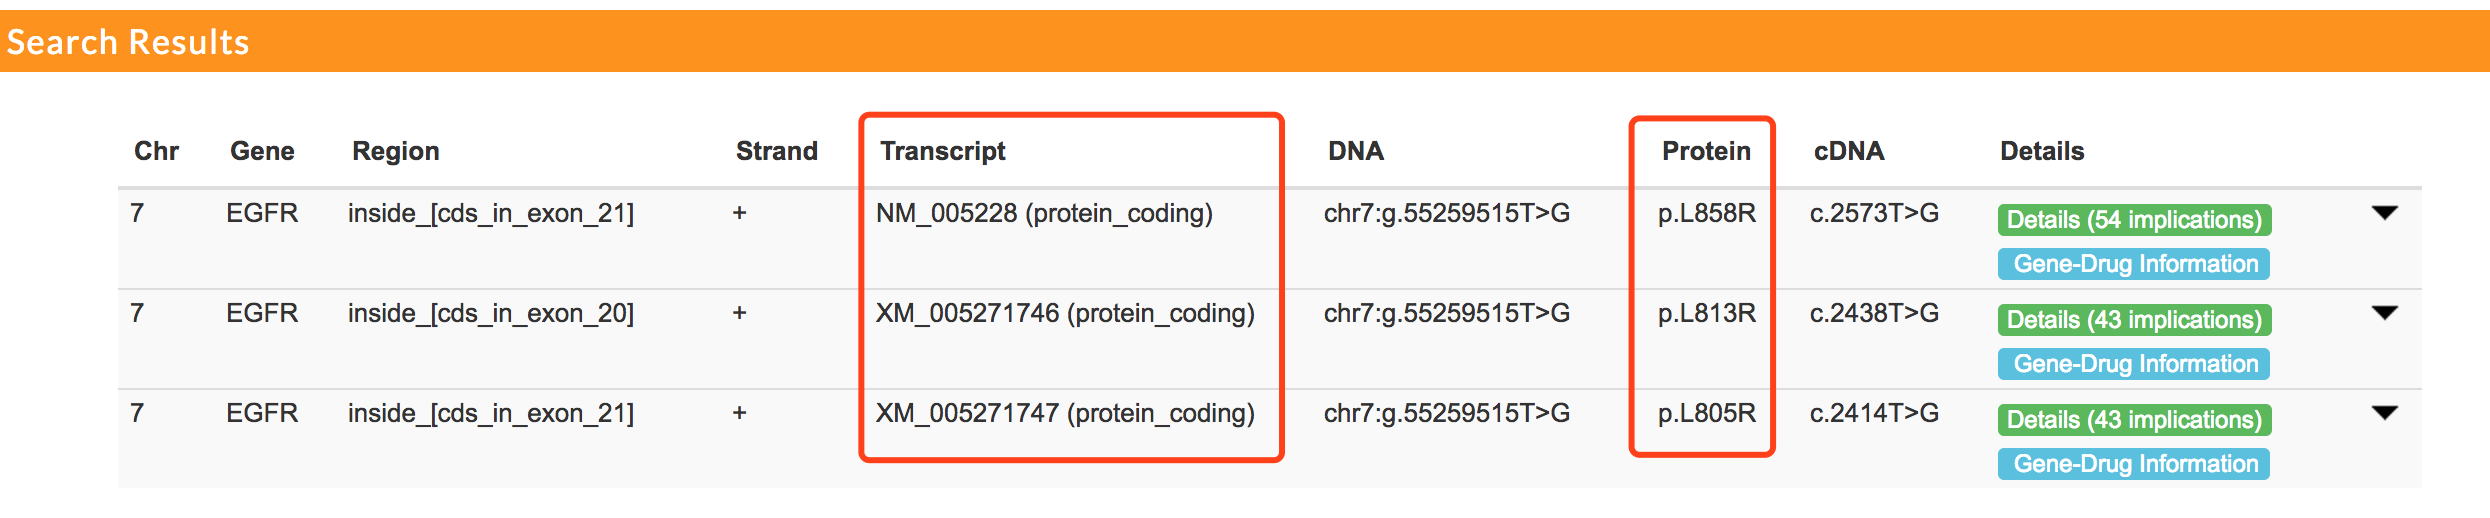 Search Results
Chr Gene Region Strand Transcript DNA Protein cDNA Details
7 EGFR inside_[cds_in_exon_21] + NM_005228 (protein_coding) chr7:g.55259515T>G p.L858R c.2573T>G Details (54 implications)
Gene-Drug Information
7 EGFR inside_[cds_in_exon_20] + XM_005271746 (protein_coding) chr7:g.55259515T>G p.L813R c.2438T>G Details (43 implications)
Gene-Drug Information
7 EGFR inside_[cds_in_exon_21] + XM_005271747 (protein_coding) chr7:g.55259515T>G p.L805R c.2414T>G Details (43 implications)
Gene-Drug Information